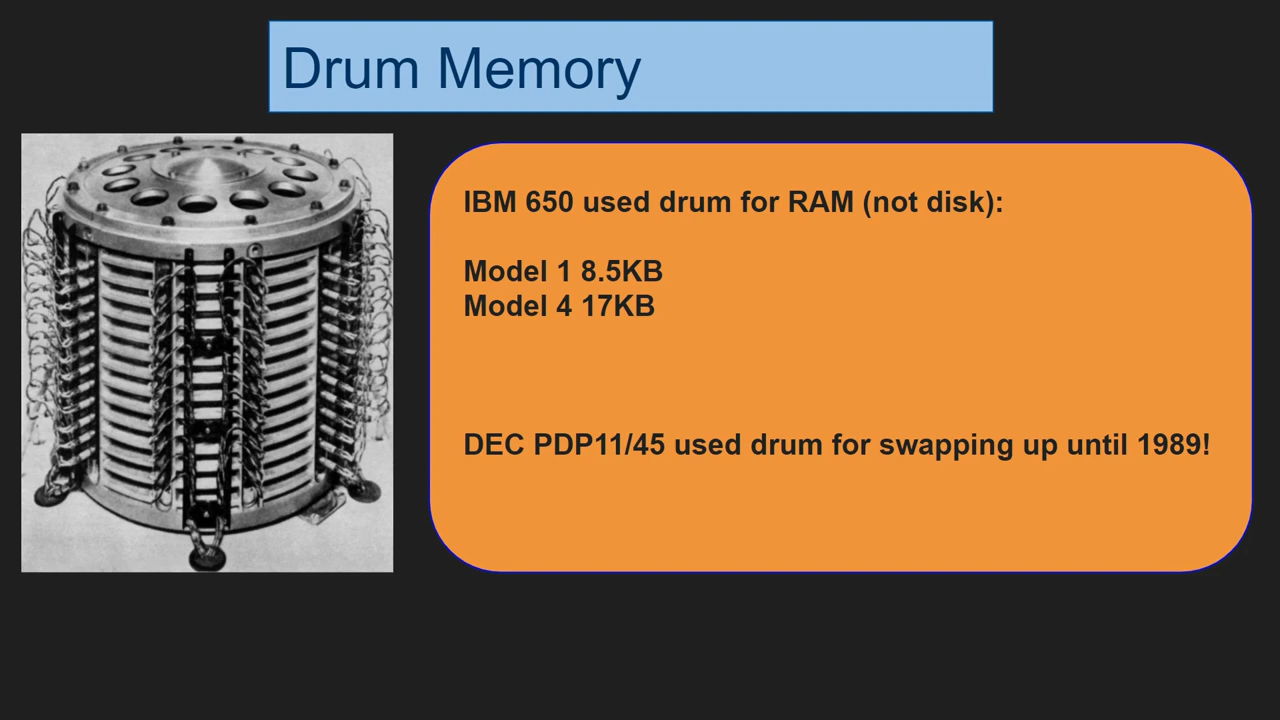 Drum Memory
IBM 650 used drum for RAM (not disk):
Model 1 8.5KB
Model 4 17KB
DEC PDP11/45 used drum for swapping up until 1989!